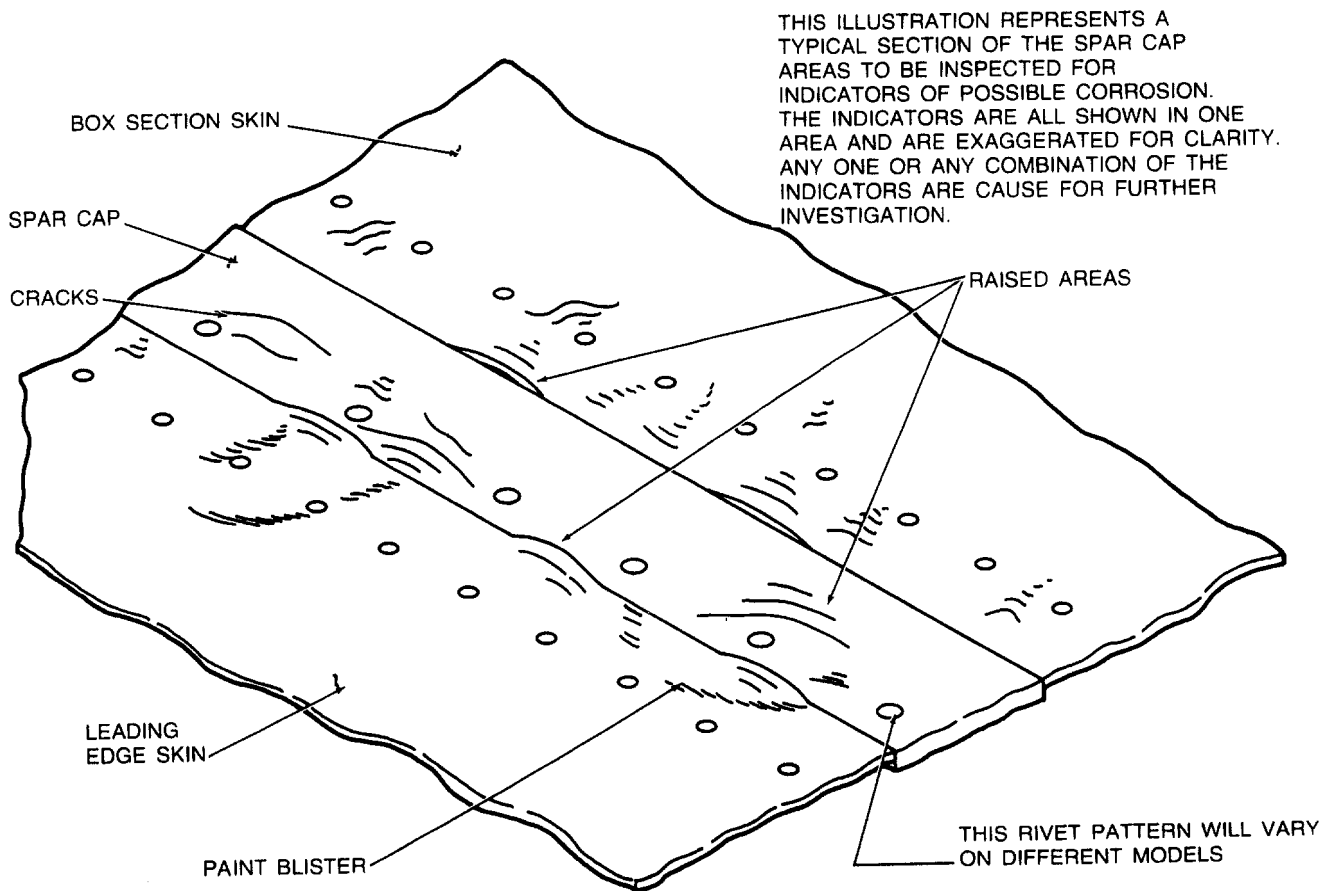 THIS ILLUSTRATION REPRESENTS A
TYPICAL SECTION OF THE SPAR CAP
AREAS TO BE INSPECTED FOR
INDICATORS OF POSSIBLE CORROSION.
THE INDICATORS ARE ALL SHOWN IN ONE
AREA AND ARE EXAGGERATED FOR CLARITY.
ANY ONE OR ANY COMBINATION OF THE
INDICATORS ARE CAUSE FOR FURTHER
INVESTIGATION.
BOX SECTION SKIN
SPAR CAP
CRACKS
RAISED AREAS
LEADING
EDGE SKIN
PAINT BLISTER
THIS RIVET PATTERN WILL VARY
ON DIFFERENT MODELS